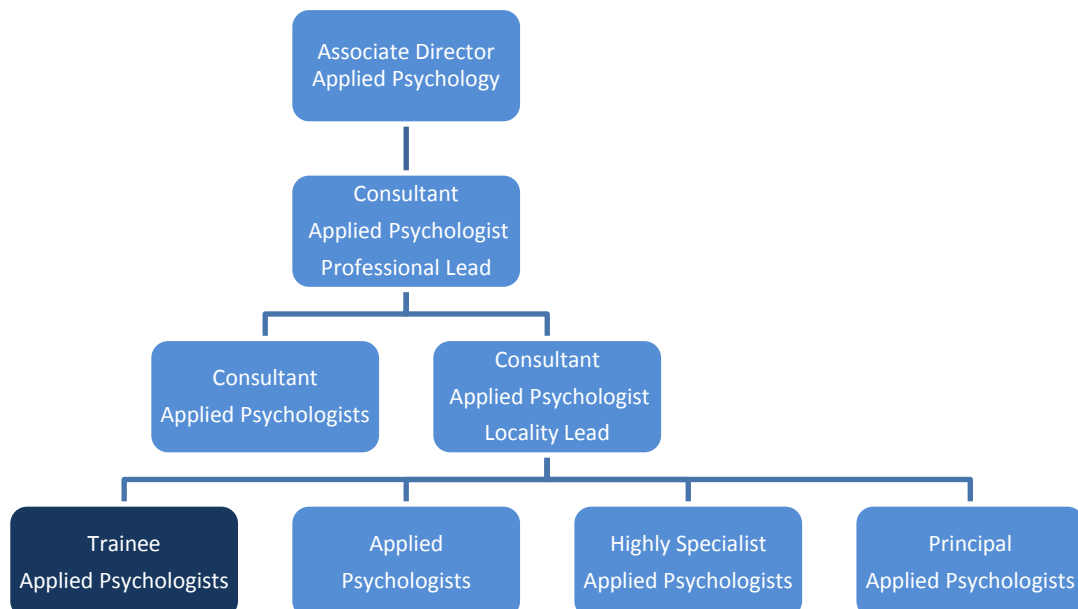 Associate Director
Applied Psychology
Consultant
Applied Psychologist
Professional Lead
Consultant
Applied Psychologists
Consultant
Applied Psychologist
Locality Lead
Trainee
Applied Psychologists
Applied
Psychologists
Highly Specialist
Applied Psychologists
Principal
Applied Psychologists